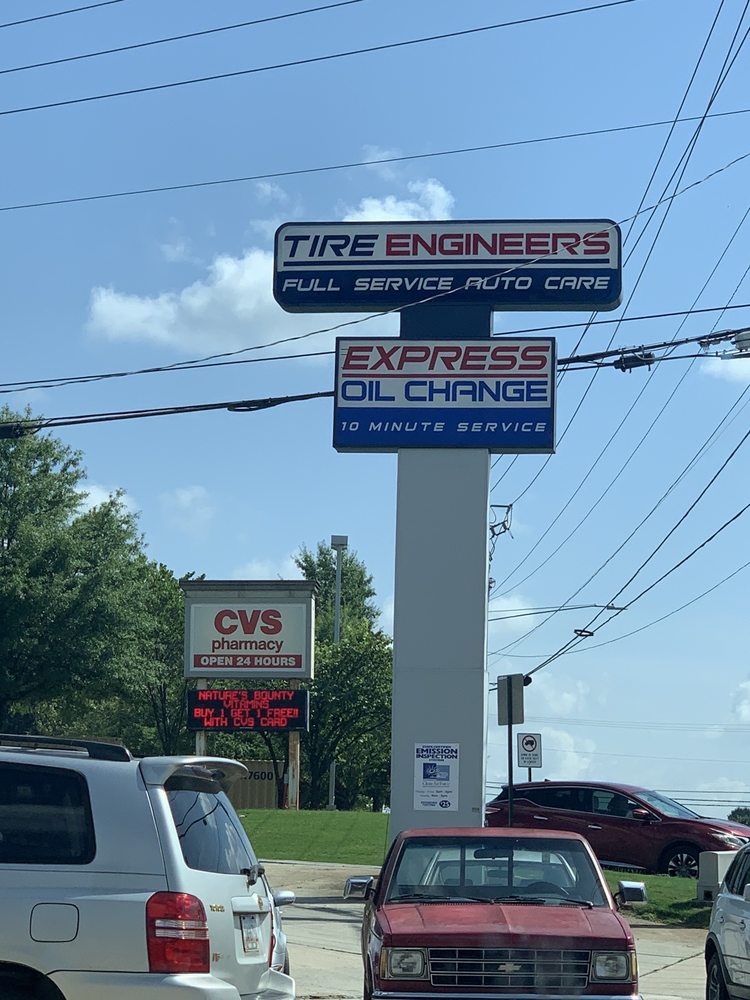 TIRE ENGINEERS
FULL SERVICE AUTO CARE
EXPRESS
OIL CHANGE
10 MINUTE SERVICE
CVS
pharmacy
OPEN 24 HOURS
NATURE'S BOUNTY
VITAMINS
BUY 1 GET 1 FREE!!
WITH CVS CARD
7600
EMISSION
INSPECTION
$25